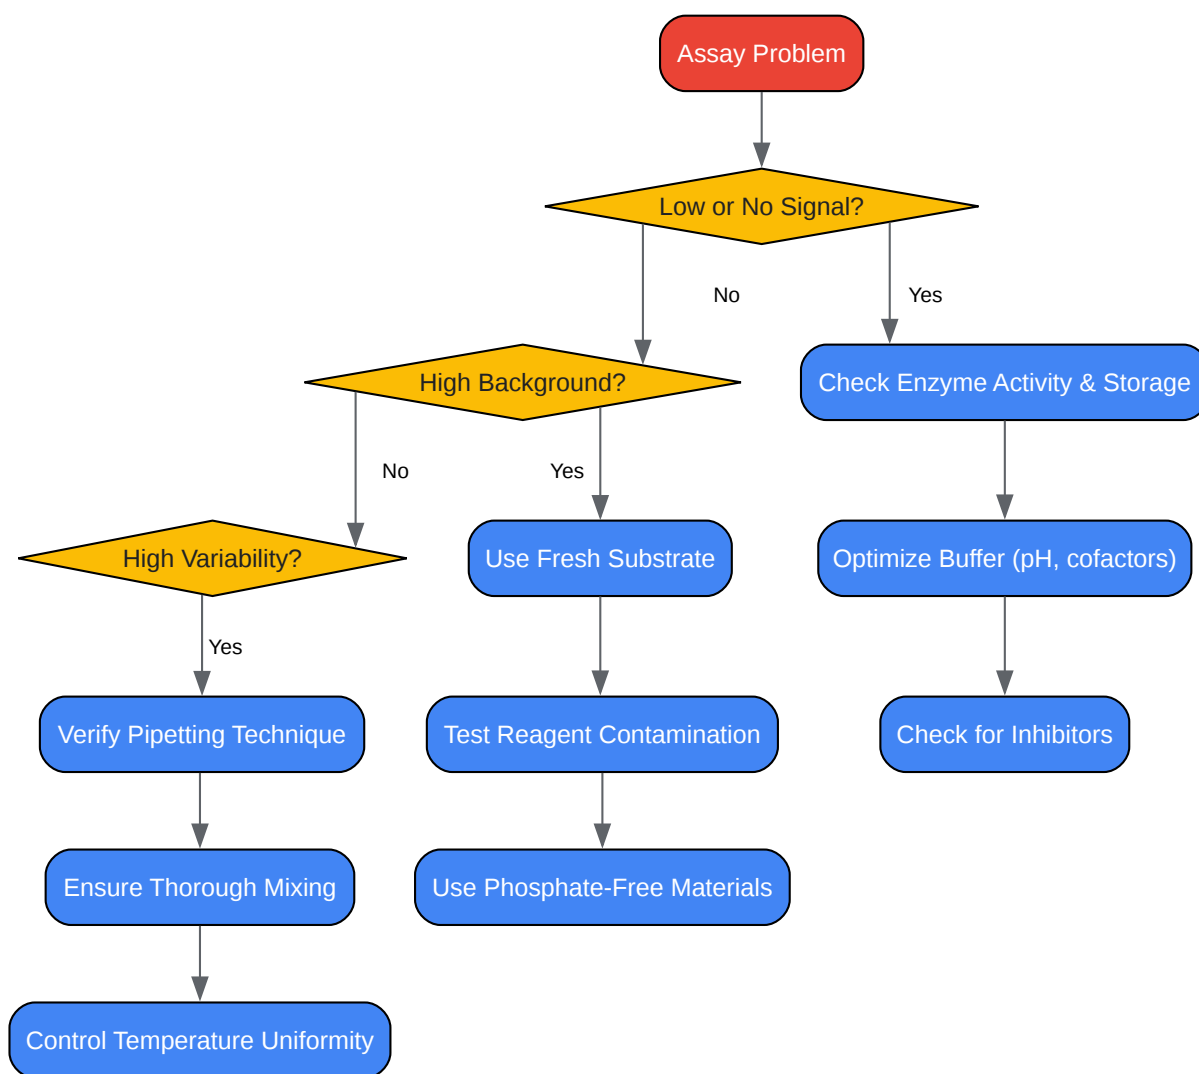 Assay Problem
Low or No Signal?
No
Yes
High Background?
Check Enzyme Activity & Storage
No
Yes
High Variability?
Use Fresh Substrate
Optimize Buffer (pH, cofactors)
Yes
Verify Pipetting Technique
Test Reagent Contamination
Check for Inhibitors
Ensure Thorough Mixing
Use Phosphate-Free Materials
Control Temperature Uniformity